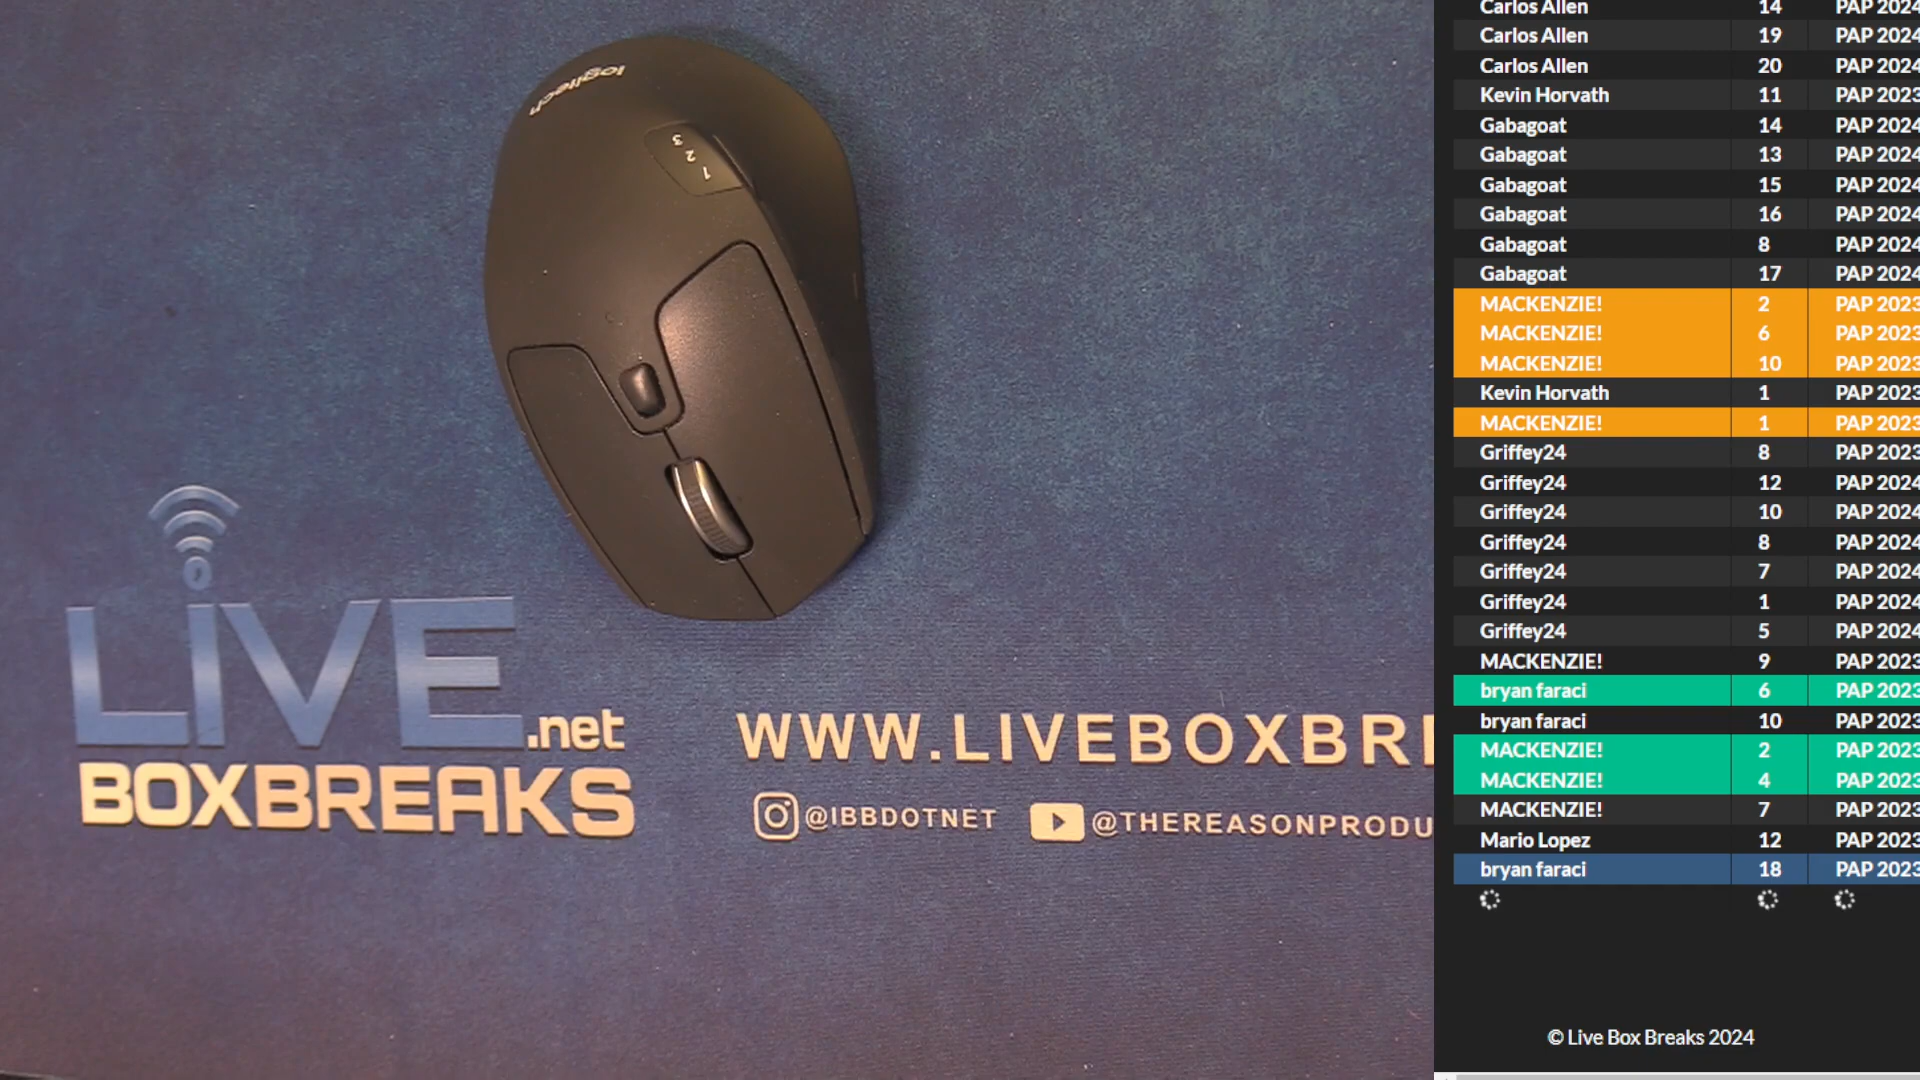 logitech
3
2
1
LIVE.net
BOXBREAKS
WWW.LIVEBOXBRE
@IBBDOTNET @THEREASONPRODU
Carlos Allen 14 PAP 2024
Carlos Allen 19 PAP 2024
Carlos Allen 20 PAP 2024
Kevin Horvath 11 PAP 2023
Gabagoat 14 PAP 2024
Gabagoat 13 PAP 2024
Gabagoat 15 PAP 2024
Gabagoat 16 PAP 2024
Gabagoat 8 PAP 2024
Gabagoat 17 PAP 2024
MACKENZIE! 2 PAP 2023
MACKENZIE! 6 PAP 2023
MACKENZIE! 10 PAP 2023
Kevin Horvath 1 PAP 2023
MACKENZIE! 1 PAP 2023
Griffey24 8 PAP 2023
Griffey24 12 PAP 2024
Griffey24 10 PAP 2024
Griffey24 8 PAP 2024
Griffey24 7 PAP 2024
Griffey24 1 PAP 2024
Griffey24 5 PAP 2024
MACKENZIE! 9 PAP 2023
bryan faraci 6 PAP 2023
bryan faraci 10 PAP 2023
MACKENZIE! 2 PAP 2023
MACKENZIE! 4 PAP 2023
MACKENZIE! 7 PAP 2023
Mario Lopez 12 PAP 2023
bryan faraci 18 PAP 2023
© Live Box Breaks 2024